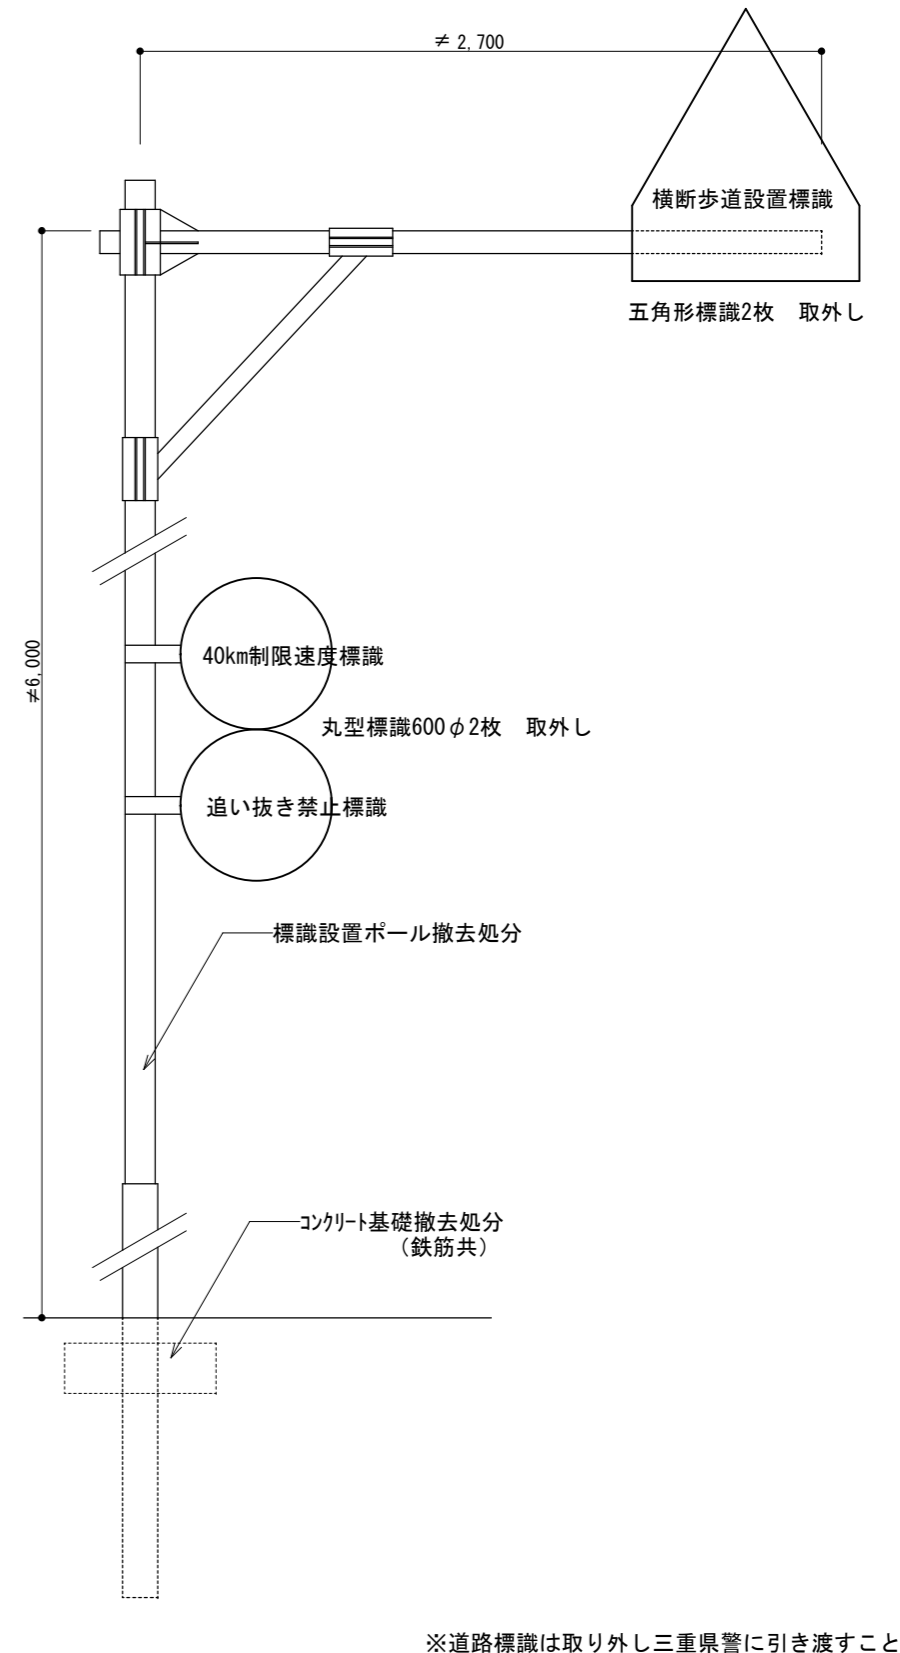 ≠ 2,700
横断歩道設置標識
五角形標識2枚　取外し
≠6,000
40km制限速度標識
丸型標識600φ2枚　取外し
追い抜き禁止標識
標識設置ポール撤去処分
ｺﾝｸﾘｰﾄ基礎撤去処分
（鉄筋共）
※道路標識は取り外し三重県警に引き渡すこと